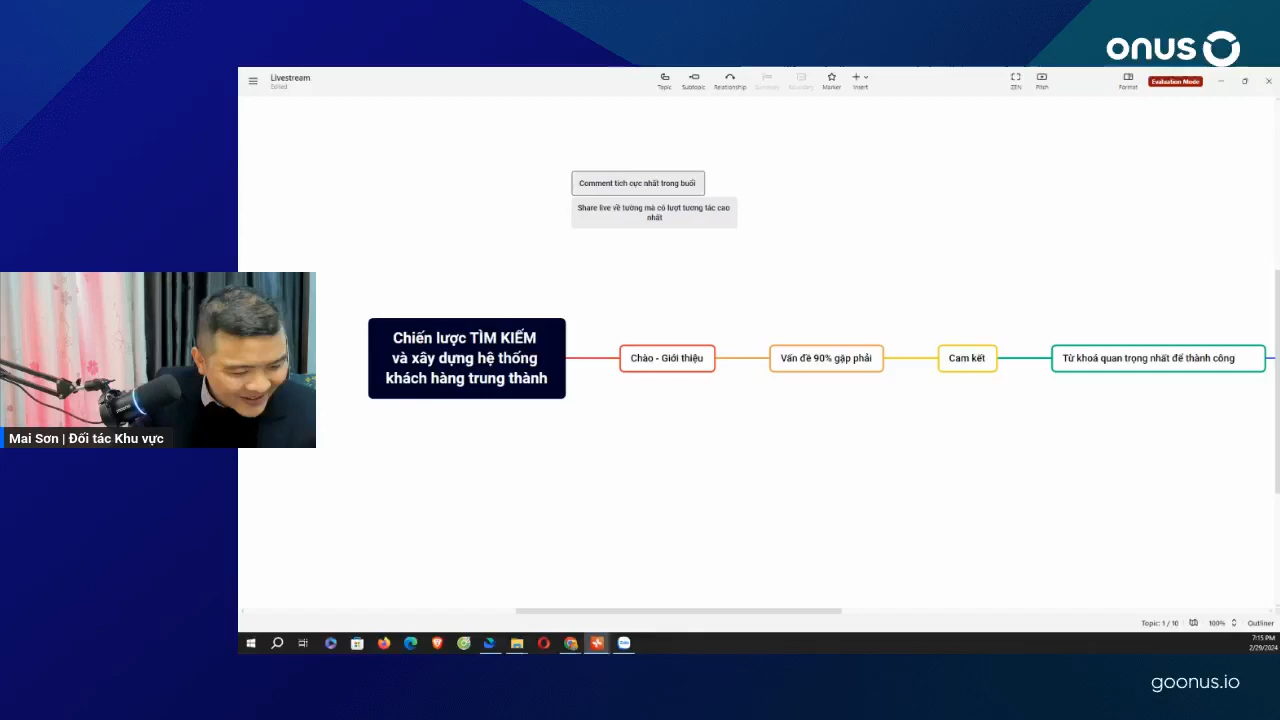 onus
Livestream
Edited
Topic
Subtopic
Relationship
Summary
Boundary
Marker
Insert
ZEN
Pitch
Format
Evaluation Mode
Comment tích cực nhất trong buổi
Share live về tường mà có lượt tương tác cao
nhất
Chiến lược TÌM KIẾM
và xây dựng hệ thống
khách hàng trung thành
Chào - Giới thiệu
Vấn đề 90% gặp phải
Cam kết
Từ khoá quan trọng nhất để thành công
Mai Sơn | Đối tác Khu vực
Topic: 1 / 10
100%
Outliner
7:15 PM
2/29/2024
goonus.io